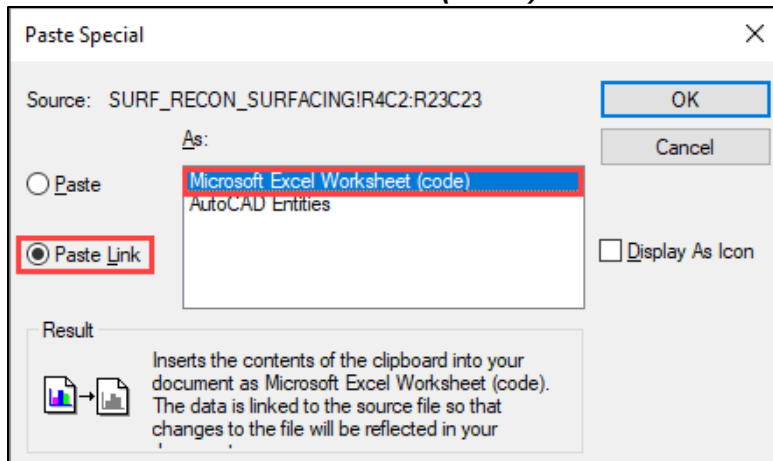 Paste Special
Source: SURF_RECON_SURFACING!R4C2:R23C23
OK
As:
Cancel
Paste
Microsoft Excel Worksheet (code)
AutoCAD Entities
Paste Link
Display As Icon
Result
Inserts the contents of the clipboard into your
document as Microsoft Excel Worksheet (code).
The data is linked to the source file so that
changes to the file will be reflected in your